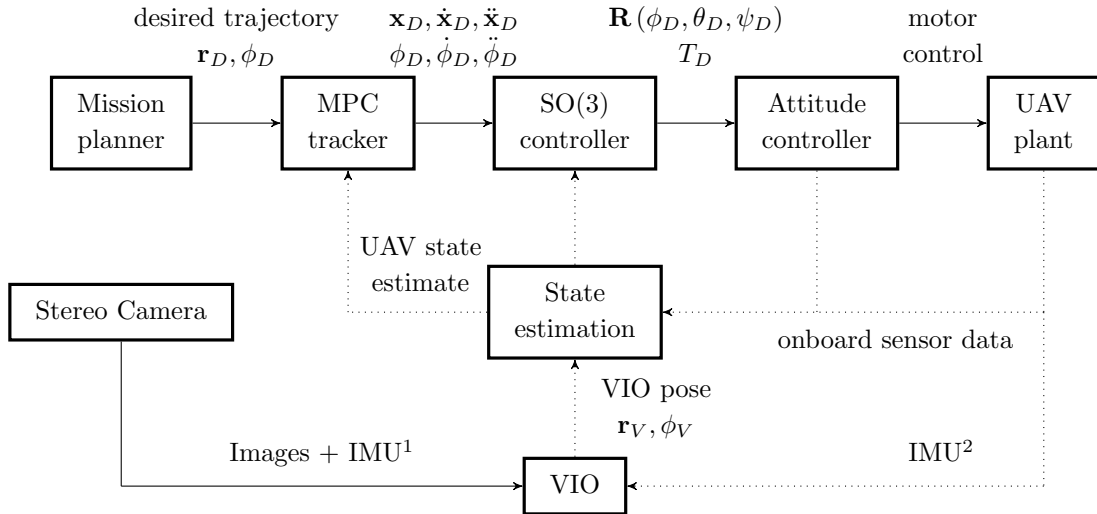 desired trajectory
𝐫_D, ϕ_D
𝐱_D, 𝐱̇_D, 𝐱̈_D
ϕ_D, ϕ̇_D, ϕ̈_D
𝐑 (ϕ_D, θ_D, ψ_D)
T_D
motor
control
Mission
planner
MPC
tracker
SO(3)
controller
Attitude
controller
UAV
plant
UAV state
estimate
Stereo Camera
State
estimation
onboard sensor data
VIO pose
𝐫_V, ϕ_V
Images + IMU¹
VIO
IMU²